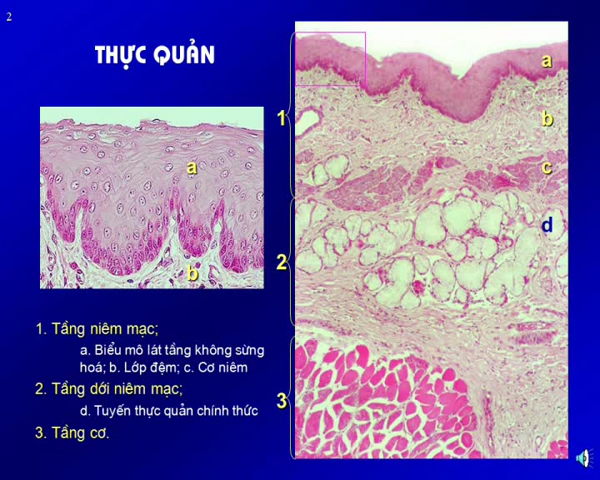 2
THỰC QUẢN
a
b
1
a
b
c
d
2
3
1. Tầng niêm mạc;
a. Biểu mô lát tầng không sừng
hoá; b. Lớp đệm; c. Cơ niêm
2. Tầng dới niêm mạc;
d. Tuyến thực quản chính thức
3. Tầng cơ.